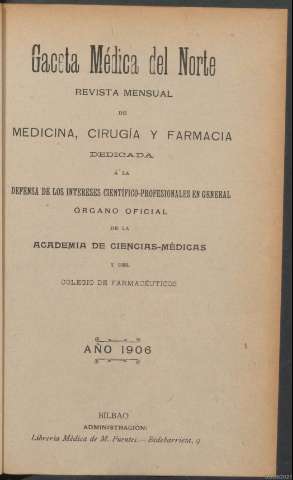 Gaceta Médica del Norte
REVISTA MENSUAL
DE
MEDICINA, CIRUGÍA Y FARMACIA
DEDICADA
Á LA
DEFENSA DE LOS INTERESES CIENTÍFICO-PROFESIONALES EN GENERAL
ÓRGANO OFICIAL
DE LA
ACADEMIA DE CIENCIAS-MÉDICAS
Y DEL
COLEGIO DE FARMACÉUTICOS
AÑO 1906
BILBAO
ADMINISTRACIÓN:
Librería Médica de M. Fuentes.—Bidebarrieta, 9